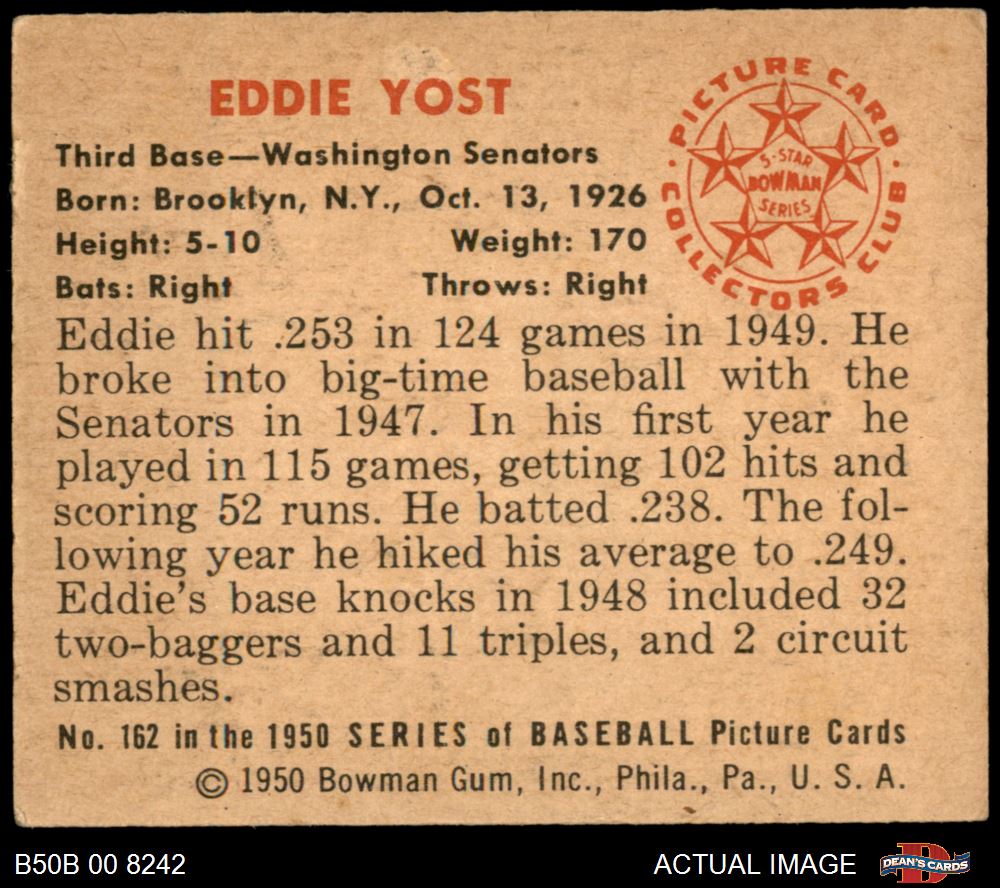 EDDIE YOST
PICTURE CARD
COLLECTORS CLUB
5-STAR
BOWMAN
SERIES
Third Base—Washington Senators
Born: Brooklyn, N.Y., Oct. 13, 1926
Height: 5-10 Weight: 170
Bats: Right Throws: Right
Eddie hit .253 in 124 games in 1949. He
broke into big-time baseball with the
Senators in 1947. In his first year he
played in 115 games, getting 102 hits and
scoring 52 runs. He batted .238. The fol-
lowing year he hiked his average to .249.
Eddie's base knocks in 1948 included 32
two-baggers and 11 triples, and 2 circuit
smashes.
No. 162 in the 1950 SERIES of BASEBALL Picture Cards
© 1950 Bowman Gum, Inc., Phila., Pa., U. S. A.
B50B 00 8242 ACTUAL IMAGE D DEAN'S CARDS